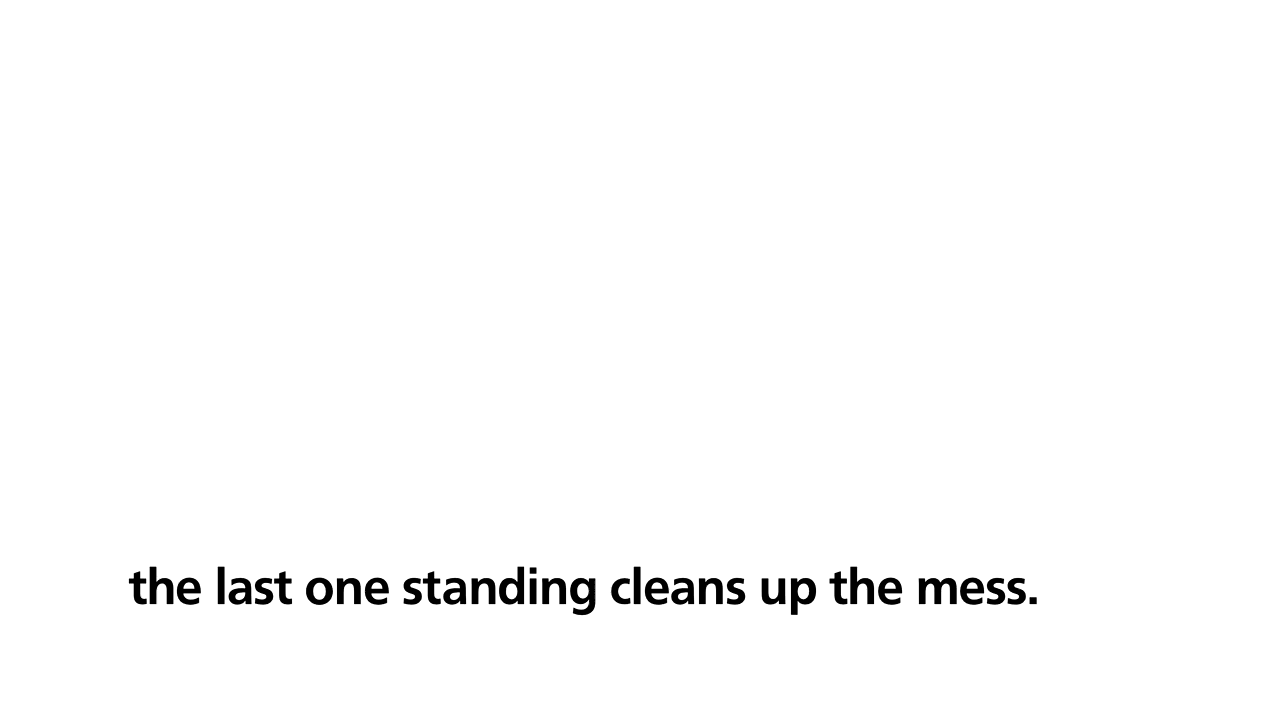 the last one standing cleans up the mess.